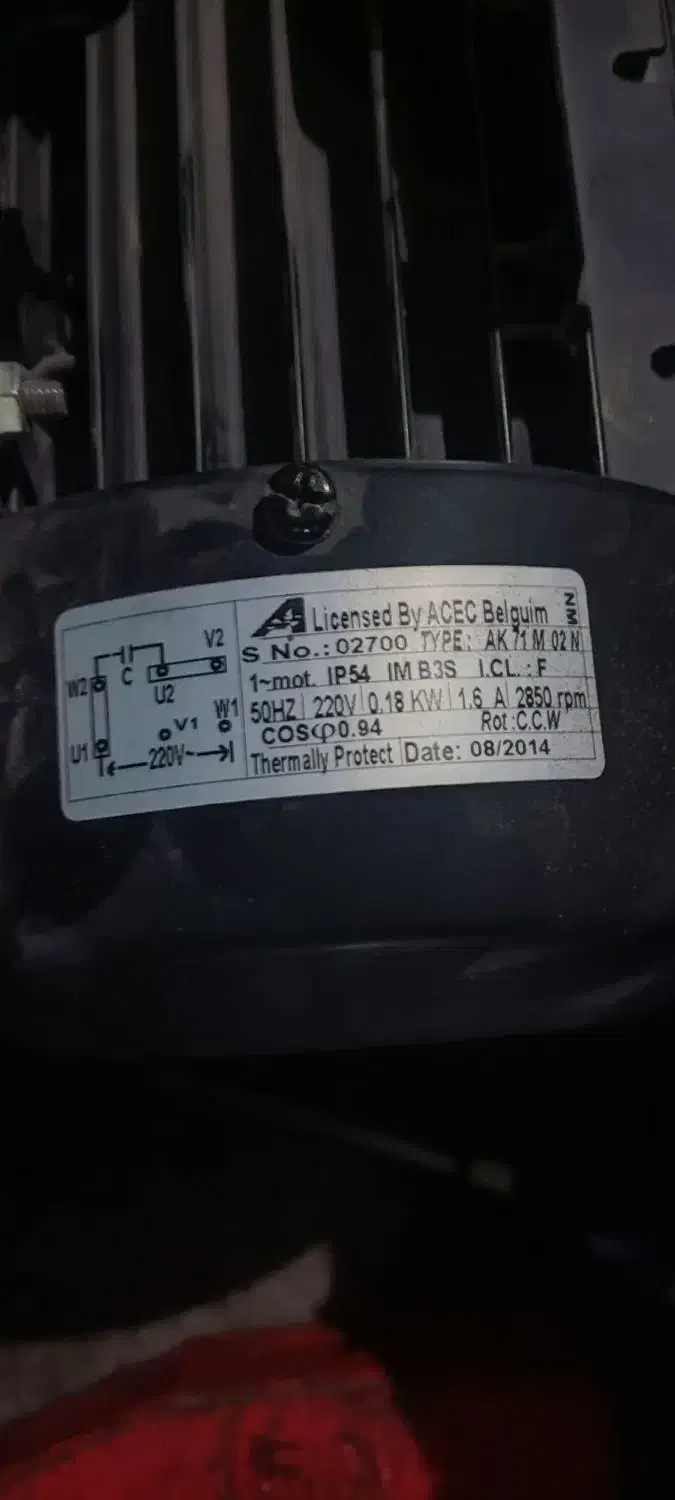 Licensed By ACEC Belguim
NM
S No.: 02700 TYPE: AK 71 M 02 N
1~mot. IP54 IM B3S I.CL.: F
50HZ 220V 0.18 KW 1.6 A 2850 rpm
COSφ0.94 Rot:C.C.W
Thermally Protect Date: 08/2014
V2
W2 C U2
W1
U1 V1
220V~